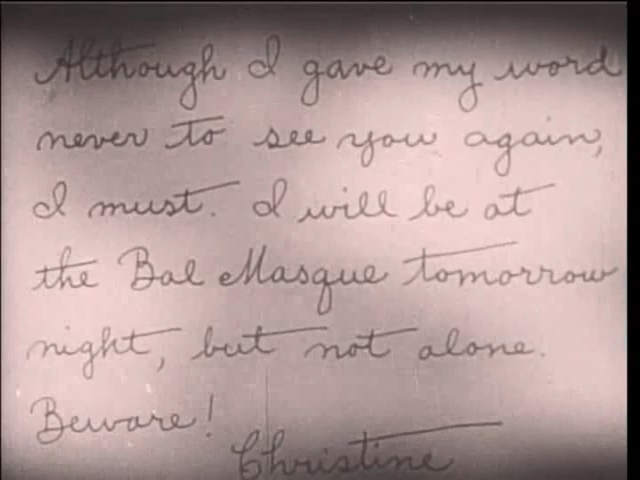 Although I gave my word
never to see you again,
I must. I will be at
the Bal Masque tomorrow
night, but not alone.
Beware!
Christine